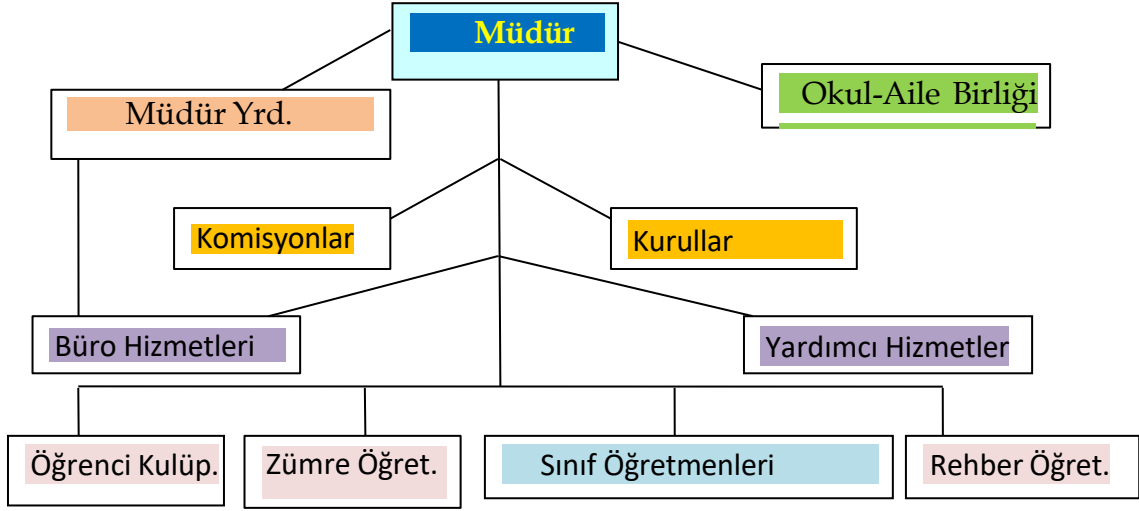 Müdür
Müdür Yrd.
Okul-Aile Birliği
Komisyonlar
Kurullar
Büro Hizmetleri
Yardımcı Hizmetler
Öğrenci Kulüp.
Zümre Öğret.
Sınıf Öğretmenleri
Rehber Öğret.